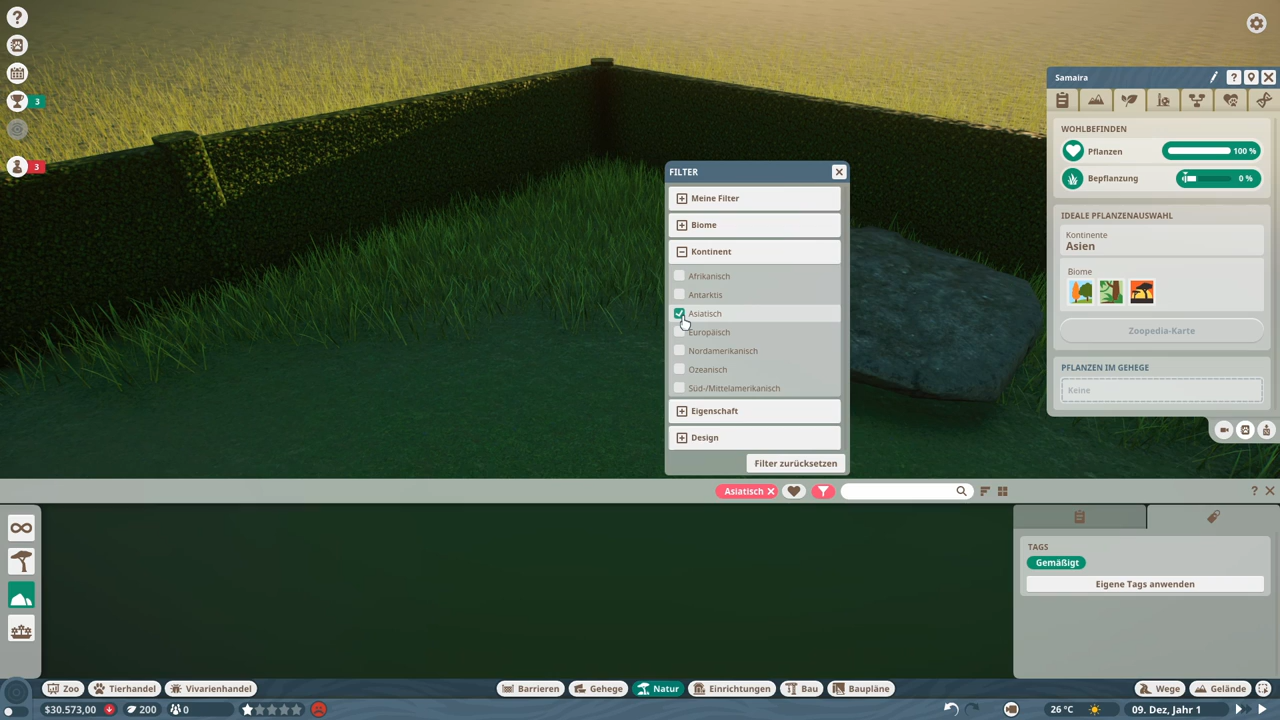 ?
3
3
Samaira
?
WOHLBEFINDEN
Pflanzen
100 %
Bepflanzung
0 %
IDEALE PFLANZENAUSWAHL
Kontinente
Asien
Biome
Zoopedia-Karte
PFLANZEN IM GEHEGE
Keine
FILTER
Meine Filter
Biome
Kontinent
Afrikanisch
Antarktis
Asiatisch
Europäisch
Nordamerikanisch
Ozeanisch
Süd-/Mittelamerikanisch
Eigenschaft
Design
Filter zurücksetzen
Asiatisch
?
TAGS
Gemäßigt
Eigene Tags anwenden
Zoo
Tierhandel
Vivarienhandel
Barrieren
Gehege
Natur
Einrichtungen
Bau
Baupläne
Wege
Gelände
$30.573,00
200
0
26 °C
09. Dez, Jahr 1